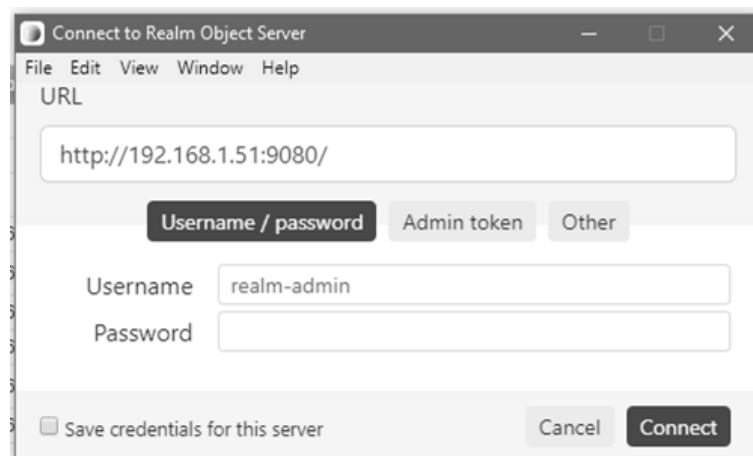 Connect to Realm Object Server
File Edit View Window Help
URL
http://192.168.1.51:9080/
Username / password Admin token Other
Username realm-admin
Password
Save credentials for this server Cancel Connect